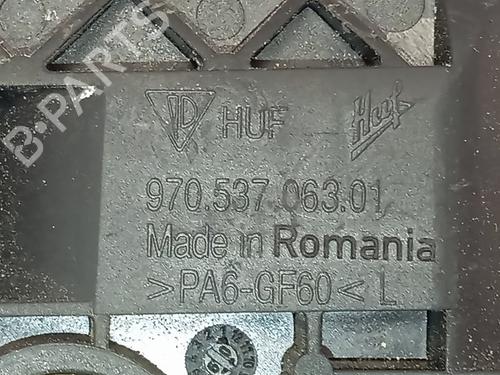 B-PARTS
HUF Huf
970.537.063.01
Made in Romania
>PA6-GF60< L